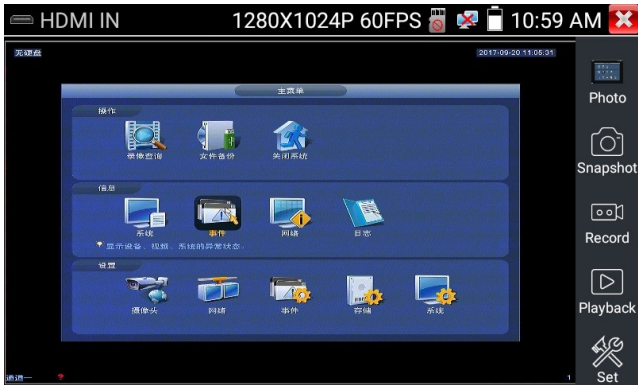 HDMI IN 1280X1024P 60FPS 10:59 AM
无硬盘 2017-09-20 11:05:31
主菜单
操作
录像查询 文件备份 关闭系统
信息
系统 事件 网络 日志
显示设备、视频、系统的异常状态。
设置
摄像头 网络 事件 存储 系统
通道一 ? 1
Photo
Snapshot
Record
Playback
Set